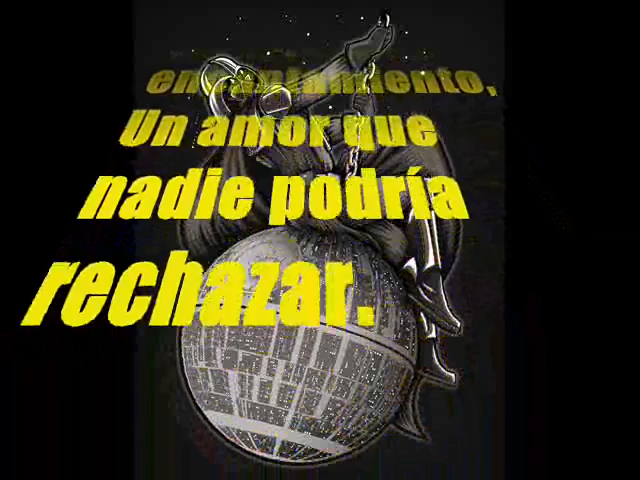 encantamiento,
Un amor que
nadie podría
rechazar.